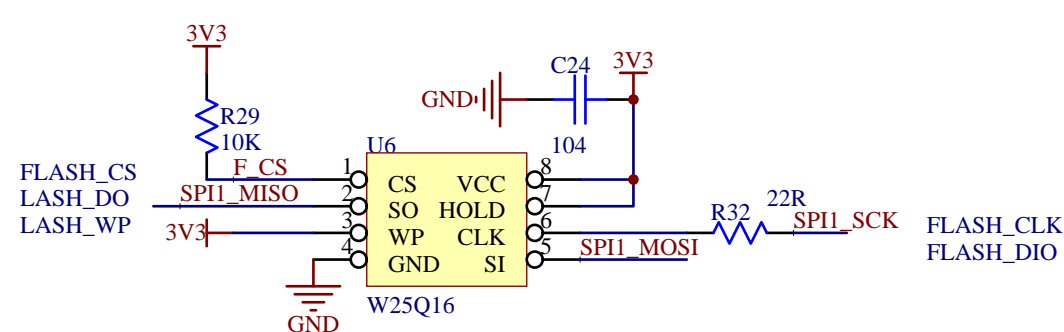 3V3
C24
3V3
GND
R29
10K
U6
104
FLASH_CS
F_CS
1
CS
VCC
8
LASH_DO
SPI1_MISO
2
SO
HOLD
7
R32
22R
LASH_WP
3V3
3
WP
CLK
6
SPI1_SCK
FLASH_CLK
4
GND
SI
5
SPI1_MOSI
FLASH_DIO
GND
W25Q16